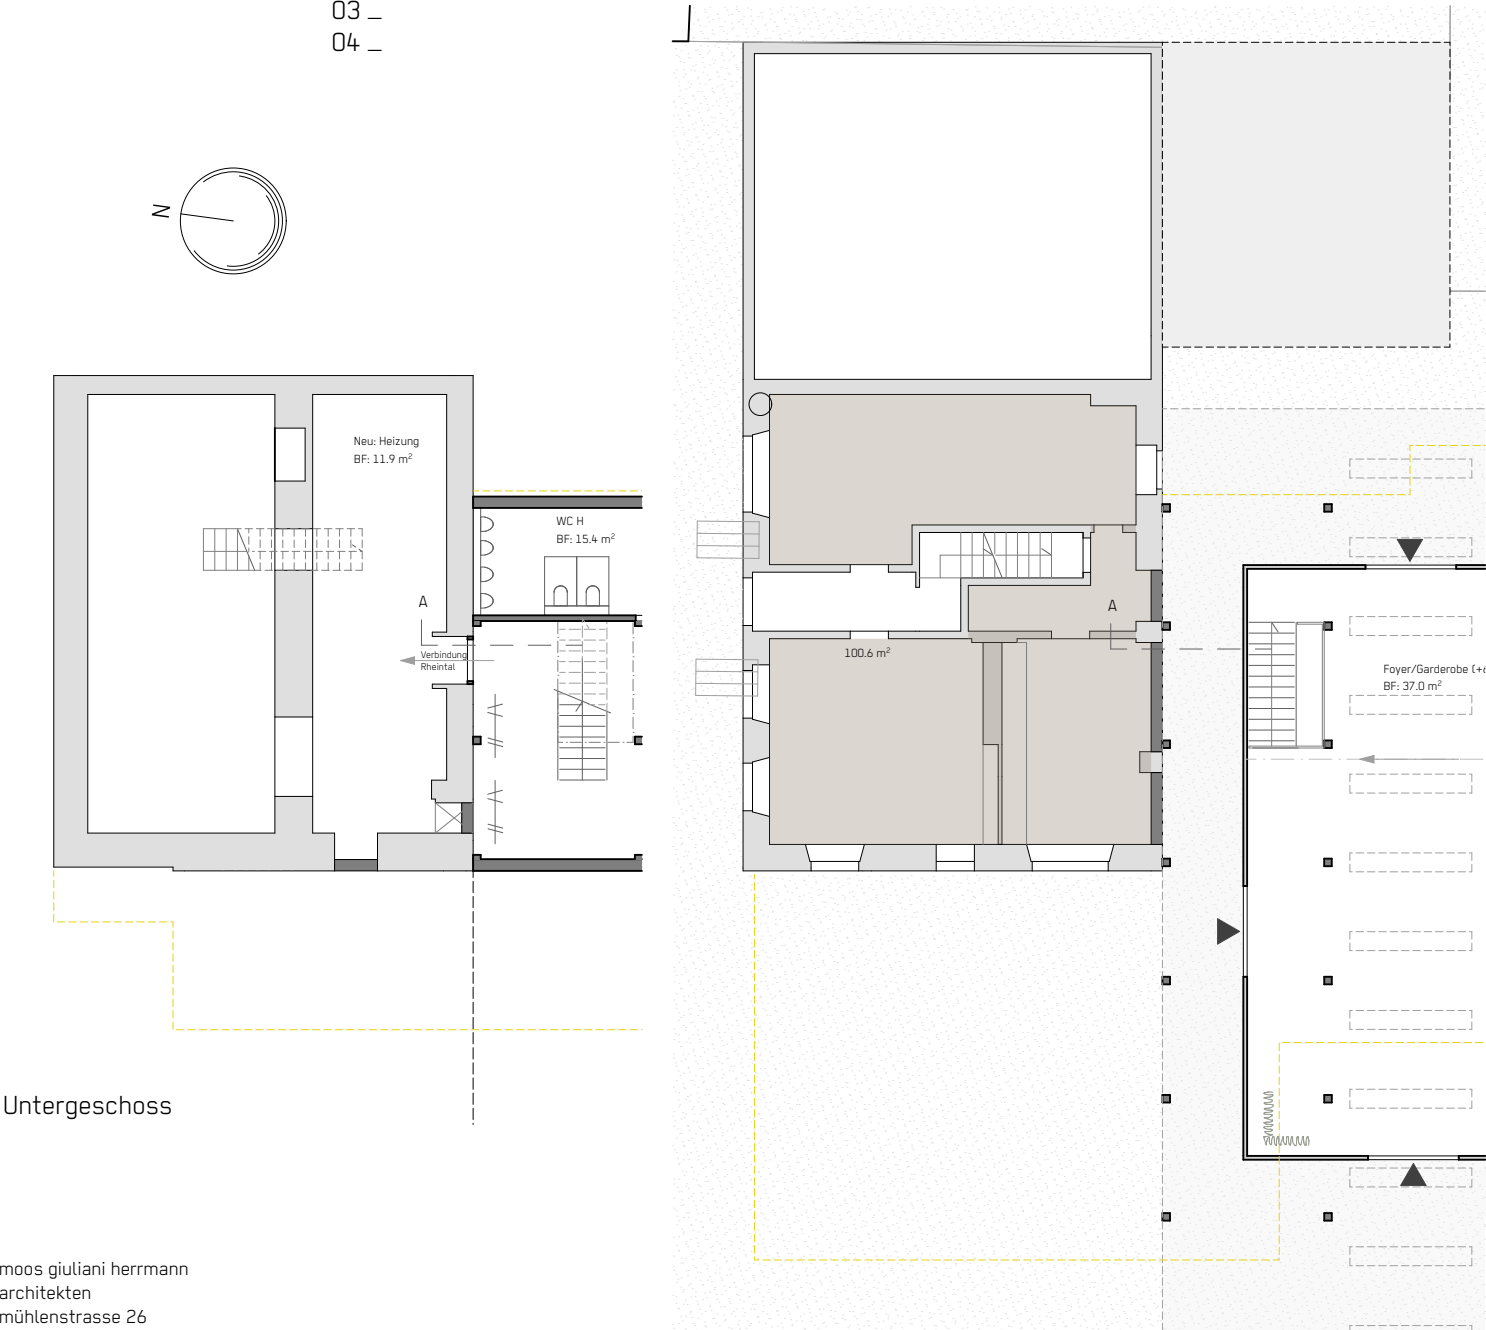 03 _
04 _
N
Neu: Heizung
BF: 11.9 m²
WC H
BF: 15.4 m²
A
Verbindung
Rheintal
A
100.6 m²
Foyer/Garderobe (+
BF: 37.0 m²
Untergeschoss
moos giuliani herrmann
architekten
mühlenstrasse 26